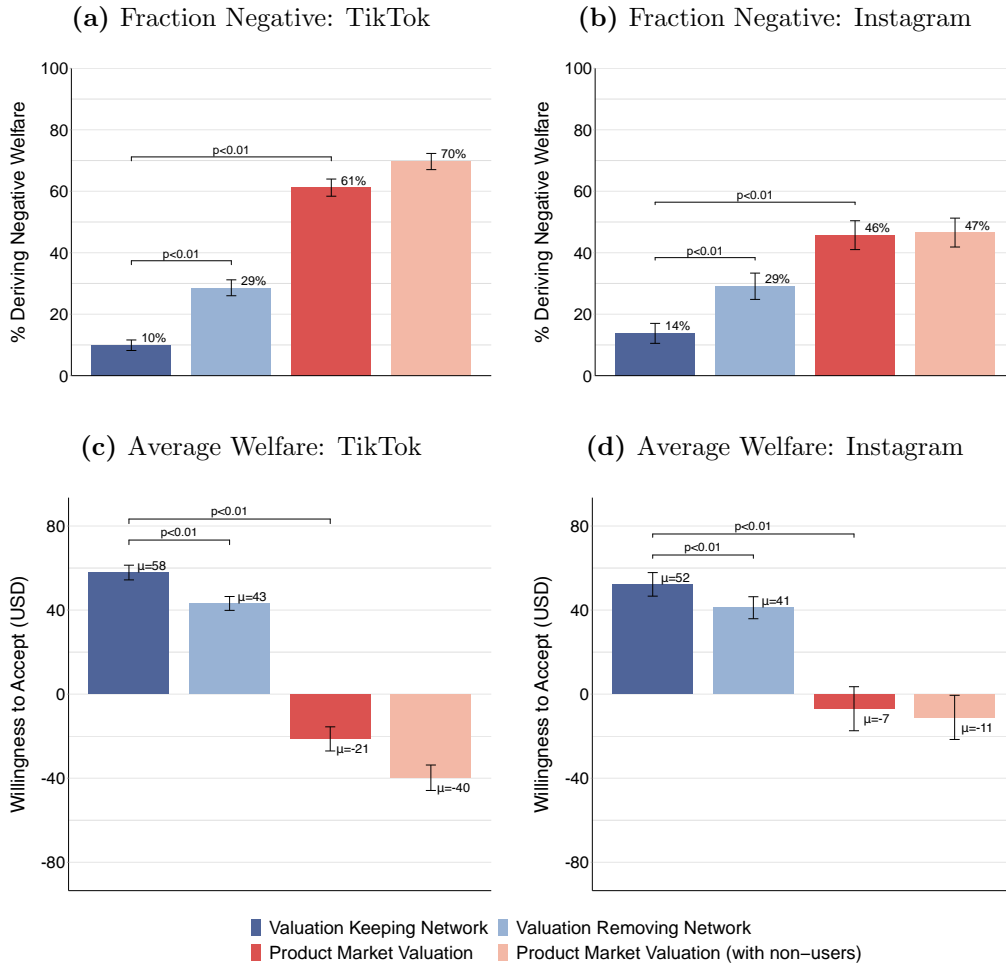 (a) Fraction Negative: TikTok
% Deriving Negative Welfare
100
80
60
40
20
0
p<0.01
p<0.01
10%
29%
61%
70%
(b) Fraction Negative: Instagram
% Deriving Negative Welfare
100
80
60
40
20
0
p<0.01
p<0.01
14%
29%
46%
47%
(c) Average Welfare: TikTok
Willingness to Accept (USD)
80
40
0
-40
-80
p<0.01
p<0.01
μ=58
μ=43
μ=-21
μ=-40
(d) Average Welfare: Instagram
Willingness to Accept (USD)
80
40
0
-40
-80
p<0.01
p<0.01
μ=52
μ=41
μ=-7
μ=-11
Valuation Keeping Network
Valuation Removing Network
Product Market Valuation
Product Market Valuation (with non−users)